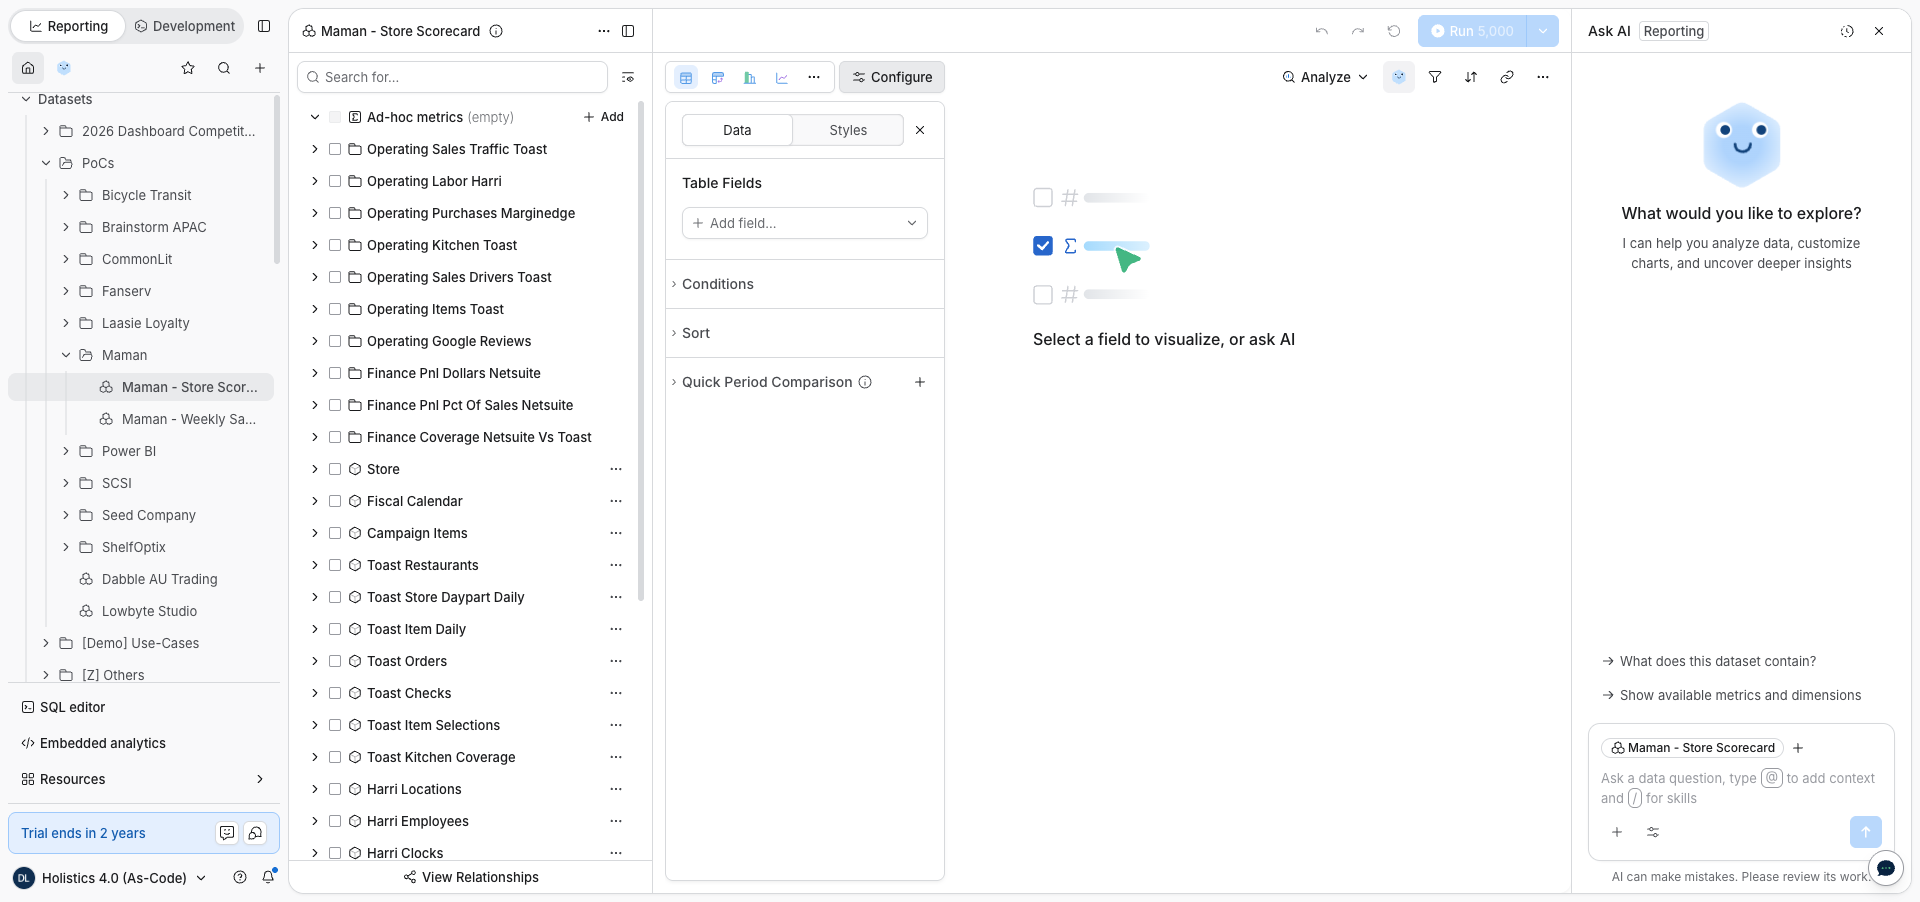 Reporting
Development
Datasets
2026 Dashboard Competit...
PoCs
Bicycle Transit
Brainstorm APAC
CommonLit
Fanserv
Laasie Loyalty
Maman
Maman - Store Scor...
Maman - Weekly Sa...
Power BI
SCSI
Seed Company
ShelfOptix
Dabble AU Trading
Lowbyte Studio
[Demo] Use-Cases
[Z] Others
SQL editor
Embedded analytics
Resources
Trial ends in 2 years
DL Holistics 4.0 (As-Code)
Maman - Store Scorecard
Search for...
Ad-hoc metrics (empty) Add
Operating Sales Traffic Toast
Operating Labor Harri
Operating Purchases Marginedge
Operating Kitchen Toast
Operating Sales Drivers Toast
Operating Items Toast
Operating Google Reviews
Finance Pnl Dollars Netsuite
Finance Pnl Pct Of Sales Netsuite
Finance Coverage Netsuite Vs Toast
Store
Fiscal Calendar
Campaign Items
Toast Restaurants
Toast Store Daypart Daily
Toast Item Daily
Toast Orders
Toast Checks
Toast Item Selections
Toast Kitchen Coverage
Harri Locations
Harri Employees
Harri Clocks
View Relationships
Run 5,000
Configure
Analyze
Data
Styles
Table Fields
Add field...
Conditions
Sort
Quick Period Comparison
Select a field to visualize, or ask AI
Ask AI Reporting
What would you like to explore?
I can help you analyze data, customize
charts, and uncover deeper insights
→ What does this dataset contain?
→ Show available metrics and dimensions
Maman - Store Scorecard
Ask a data question, type @ to add context
and / for skills
AI can make mistakes. Please review its work.